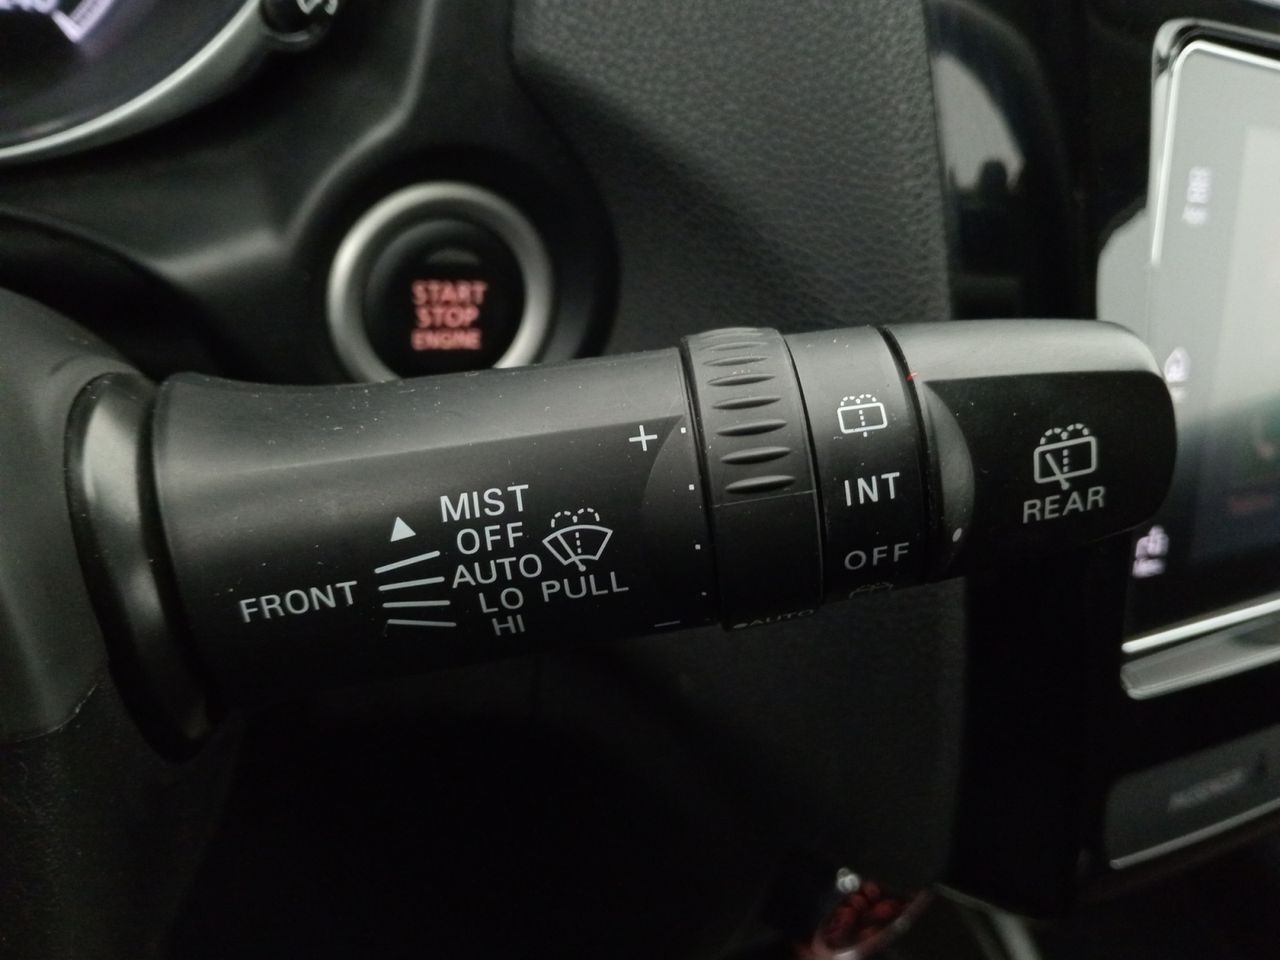 START
STOP
ENGINE
MIST
OFF
AUTO
FRONT
LO PULL
HI
+
−
AUTO
INT
OFF
REAR